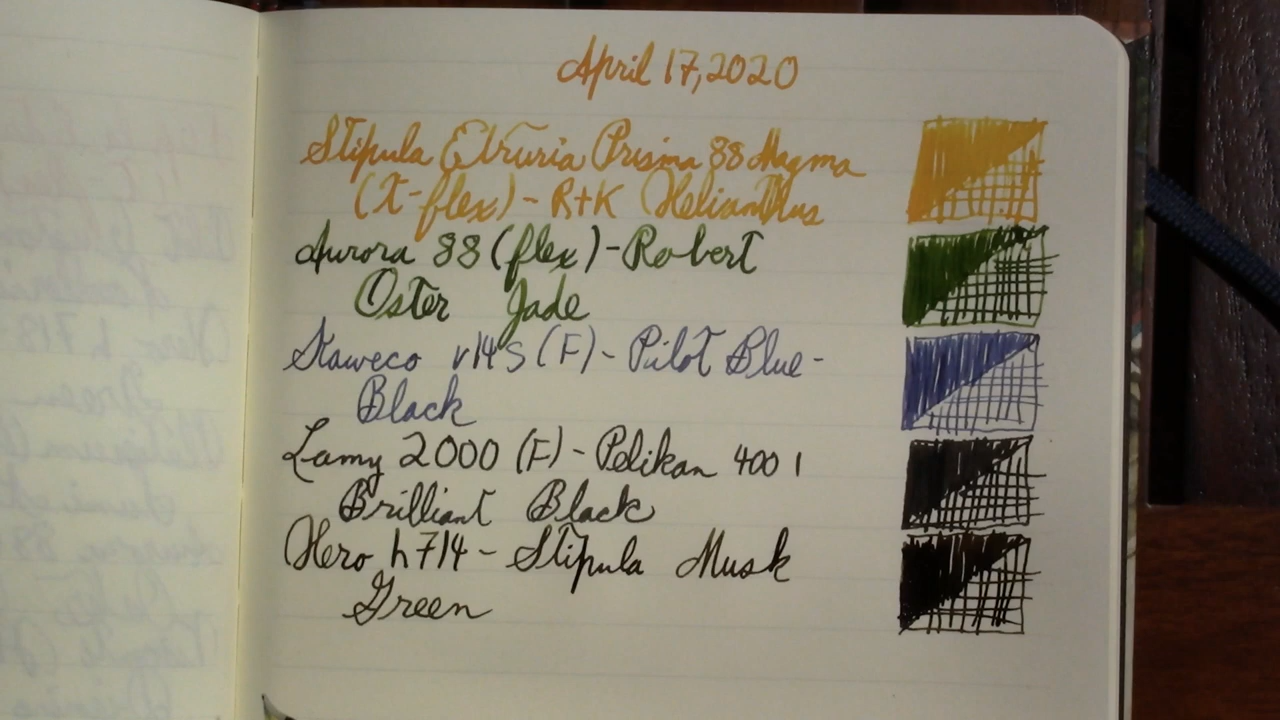 April 17, 2020
Stipula Etruria Prisma 88 Magma
(T-flex) - R+K Helianthus
Aurora 88 (flex) - Robert
Oster Jade
Kaweco v14s (F) - Pilot Blue-
Black
Lamy 2000 (F) - Pelikan 4001
Brilliant Black
Hero h714 - Stipula Musk
Green